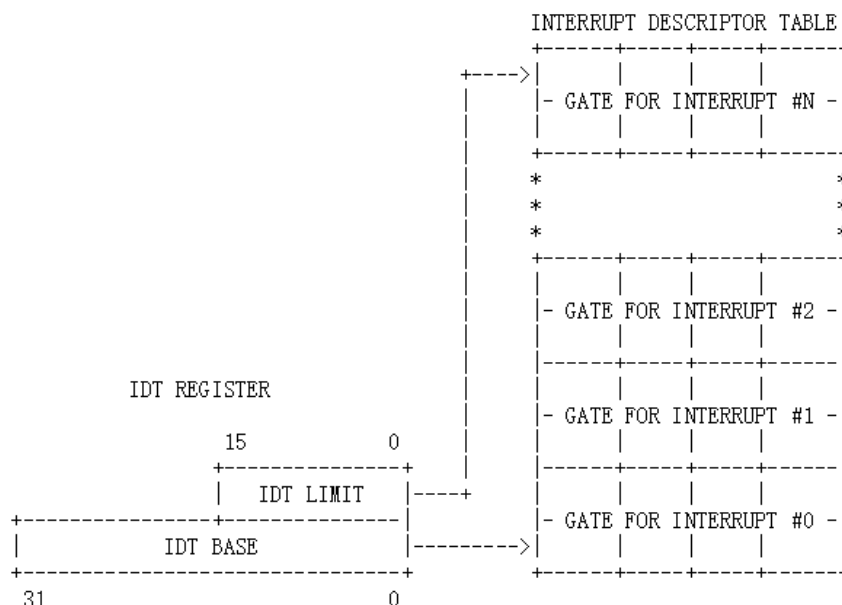 INTERRUPT DESCRIPTOR TABLE
GATE FOR INTERRUPT #N
GATE FOR INTERRUPT #2
GATE FOR INTERRUPT #1
GATE FOR INTERRUPT #0
IDT REGISTER
15 0
IDT LIMIT
IDT BASE
31 0